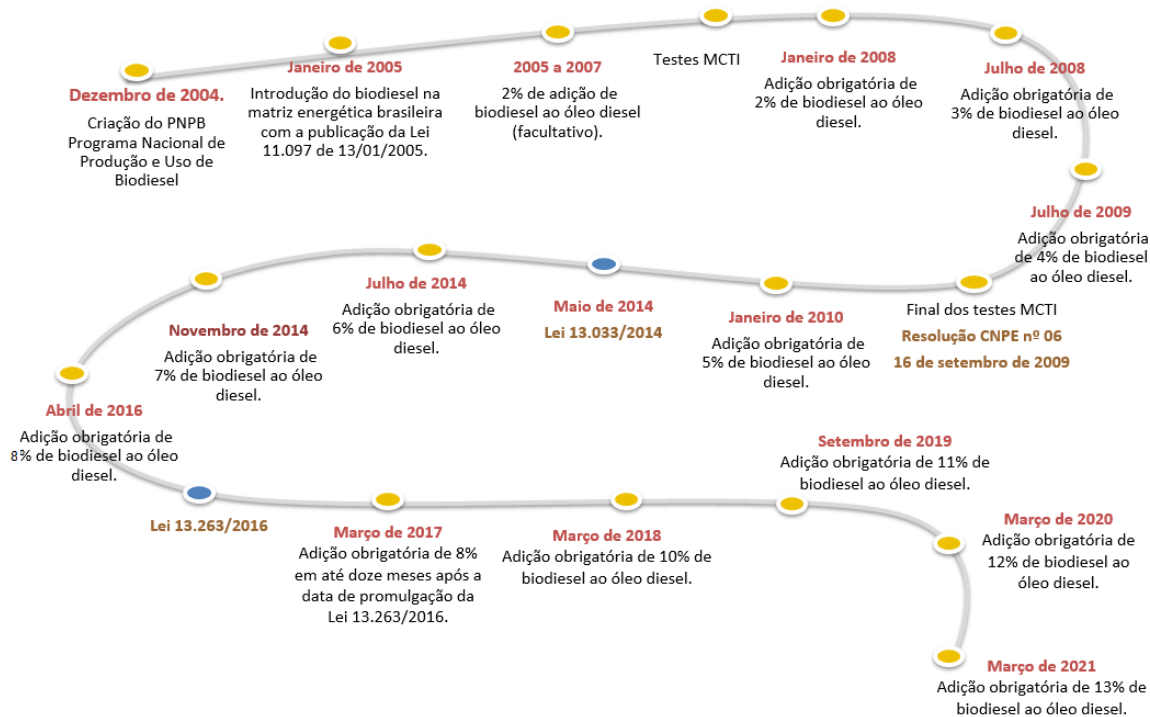 Dezembro de 2004.
Criação do PNPB
Programa Nacional de
Produção e Uso de
Biodiesel
Janeiro de 2005
Introdução do biodiesel na
matriz energética brasileira
com a publicação da Lei
11.097 de 13/01/2005.
2005 a 2007
2% de adição de
biodiesel ao óleo diesel
(facultativo).
Testes MCTI
Janeiro de 2008
Adição obrigatória de
2% de biodiesel ao óleo
diesel.
Julho de 2008
Adição obrigatória de
3% de biodiesel ao óleo
diesel.
Julho de 2009
Adição obrigatória
de 4% de biodiesel
ao óleo diesel.
Final dos testes MCTI
Resolução CNPE nº 06
16 de setembro de 2009
Janeiro de 2010
Adição obrigatória de
5% de biodiesel ao óleo
diesel.
Maio de 2014
Lei 13.033/2014
Julho de 2014
Adição obrigatória de
6% de biodiesel ao óleo
diesel.
Novembro de 2014
Adição obrigatória de
7% de biodiesel ao óleo
diesel.
Abril de 2016
Adição obrigatória de
8% de biodiesel ao óleo
diesel.
Lei 13.263/2016
Março de 2017
Adição obrigatória de 8%
em até doze meses após a
data de promulgação da
Lei 13.263/2016.
Março de 2018
Adição obrigatória de 10% de
biodiesel ao óleo diesel.
Setembro de 2019
Adição obrigatória de 11% de
biodiesel ao óleo diesel.
Março de 2020
Adição obrigatória de
12% de biodiesel ao
óleo diesel.
Março de 2021
Adição obrigatória de 13% de
biodiesel ao óleo diesel.